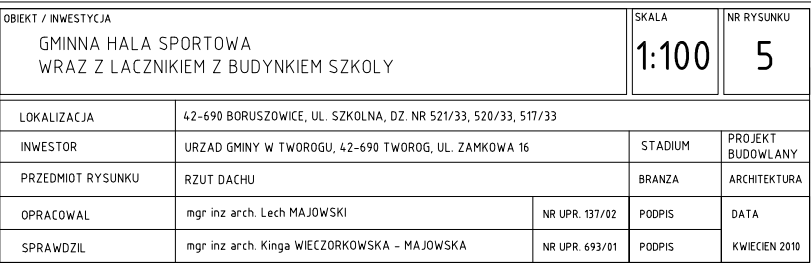 OBIEKT / INWESTYCJA
GMINNA HALA SPORTOWA
WRAZ Z LACZNIKIEM Z BUDYNKIEM SZKOLY
SKALA
1:100
NR RYSUNKU
5
LOKALIZACJA 42-690 BORUSZOWICE, UL. SZKOLNA, DZ. NR 521/33, 520/33, 517/33
INWESTOR URZAD GMINY W TWOROGU, 42-690 TWOROG, UL. ZAMKOWA 16 STADIUM PROJEKT
BUDOWLANY
PRZEDMIOT RYSUNKU RZUT DACHU BRANZA ARCHITEKTURA
OPRACOWAL mgr inz arch. Lech MAJOWSKI NR UPR. 137/02 PODPIS DATA
SPRAWDZIL mgr inz arch. Kinga WIECZORKOWSKA - MAJOWSKA NR UPR. 693/01 PODPIS KWIECIEN 2010